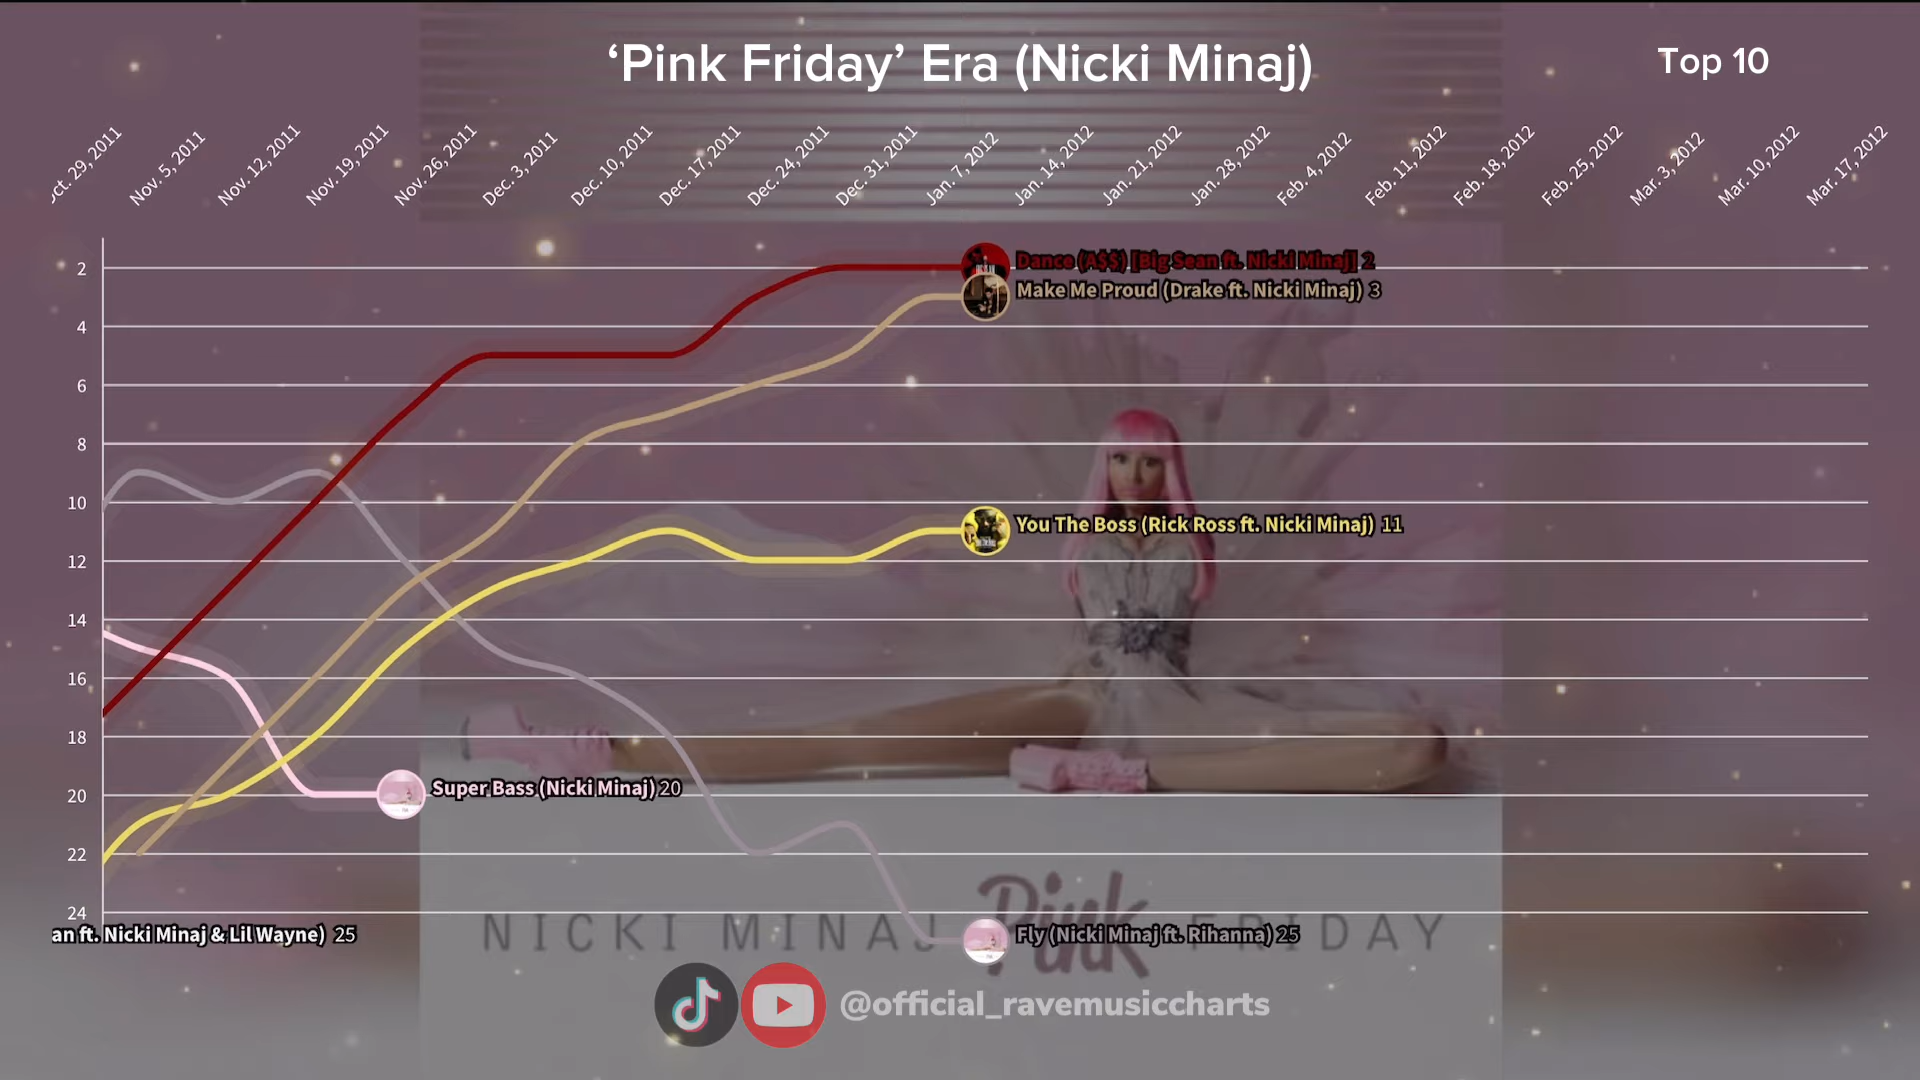 ‘Pink Friday’ Era (Nicki Minaj)
Top 10
ct. 29, 2011
Nov. 5, 2011
Nov. 12, 2011
Nov. 19, 2011
Nov. 26, 2011
Dec. 3, 2011
Dec. 10, 2011
Dec. 17, 2011
Dec. 24, 2011
Dec. 31, 2011
Jan. 7, 2012
Jan. 14, 2012
Jan. 21, 2012
Jan. 28, 2012
Feb. 4, 2012
Feb. 11, 2012
Feb. 18, 2012
Feb. 25, 2012
Mar. 3, 2012
Mar. 10, 2012
Mar. 17, 2012
2
Dance (A$$) [Big Sean ft. Nicki Minaj] 2
Make Me Proud (Drake ft. Nicki Minaj) 3
4
6
8
10
You The Boss (Rick Ross ft. Nicki Minaj) 11
12
14
16
18
20
Super Bass (Nicki Minaj) 20
22
24
an ft. Nicki Minaj & Lil Wayne) 25
Fly (Nicki Minaj ft. Rihanna) 25
NICKI MINAJ Pink FRIDAY
@official_ravemusiccharts